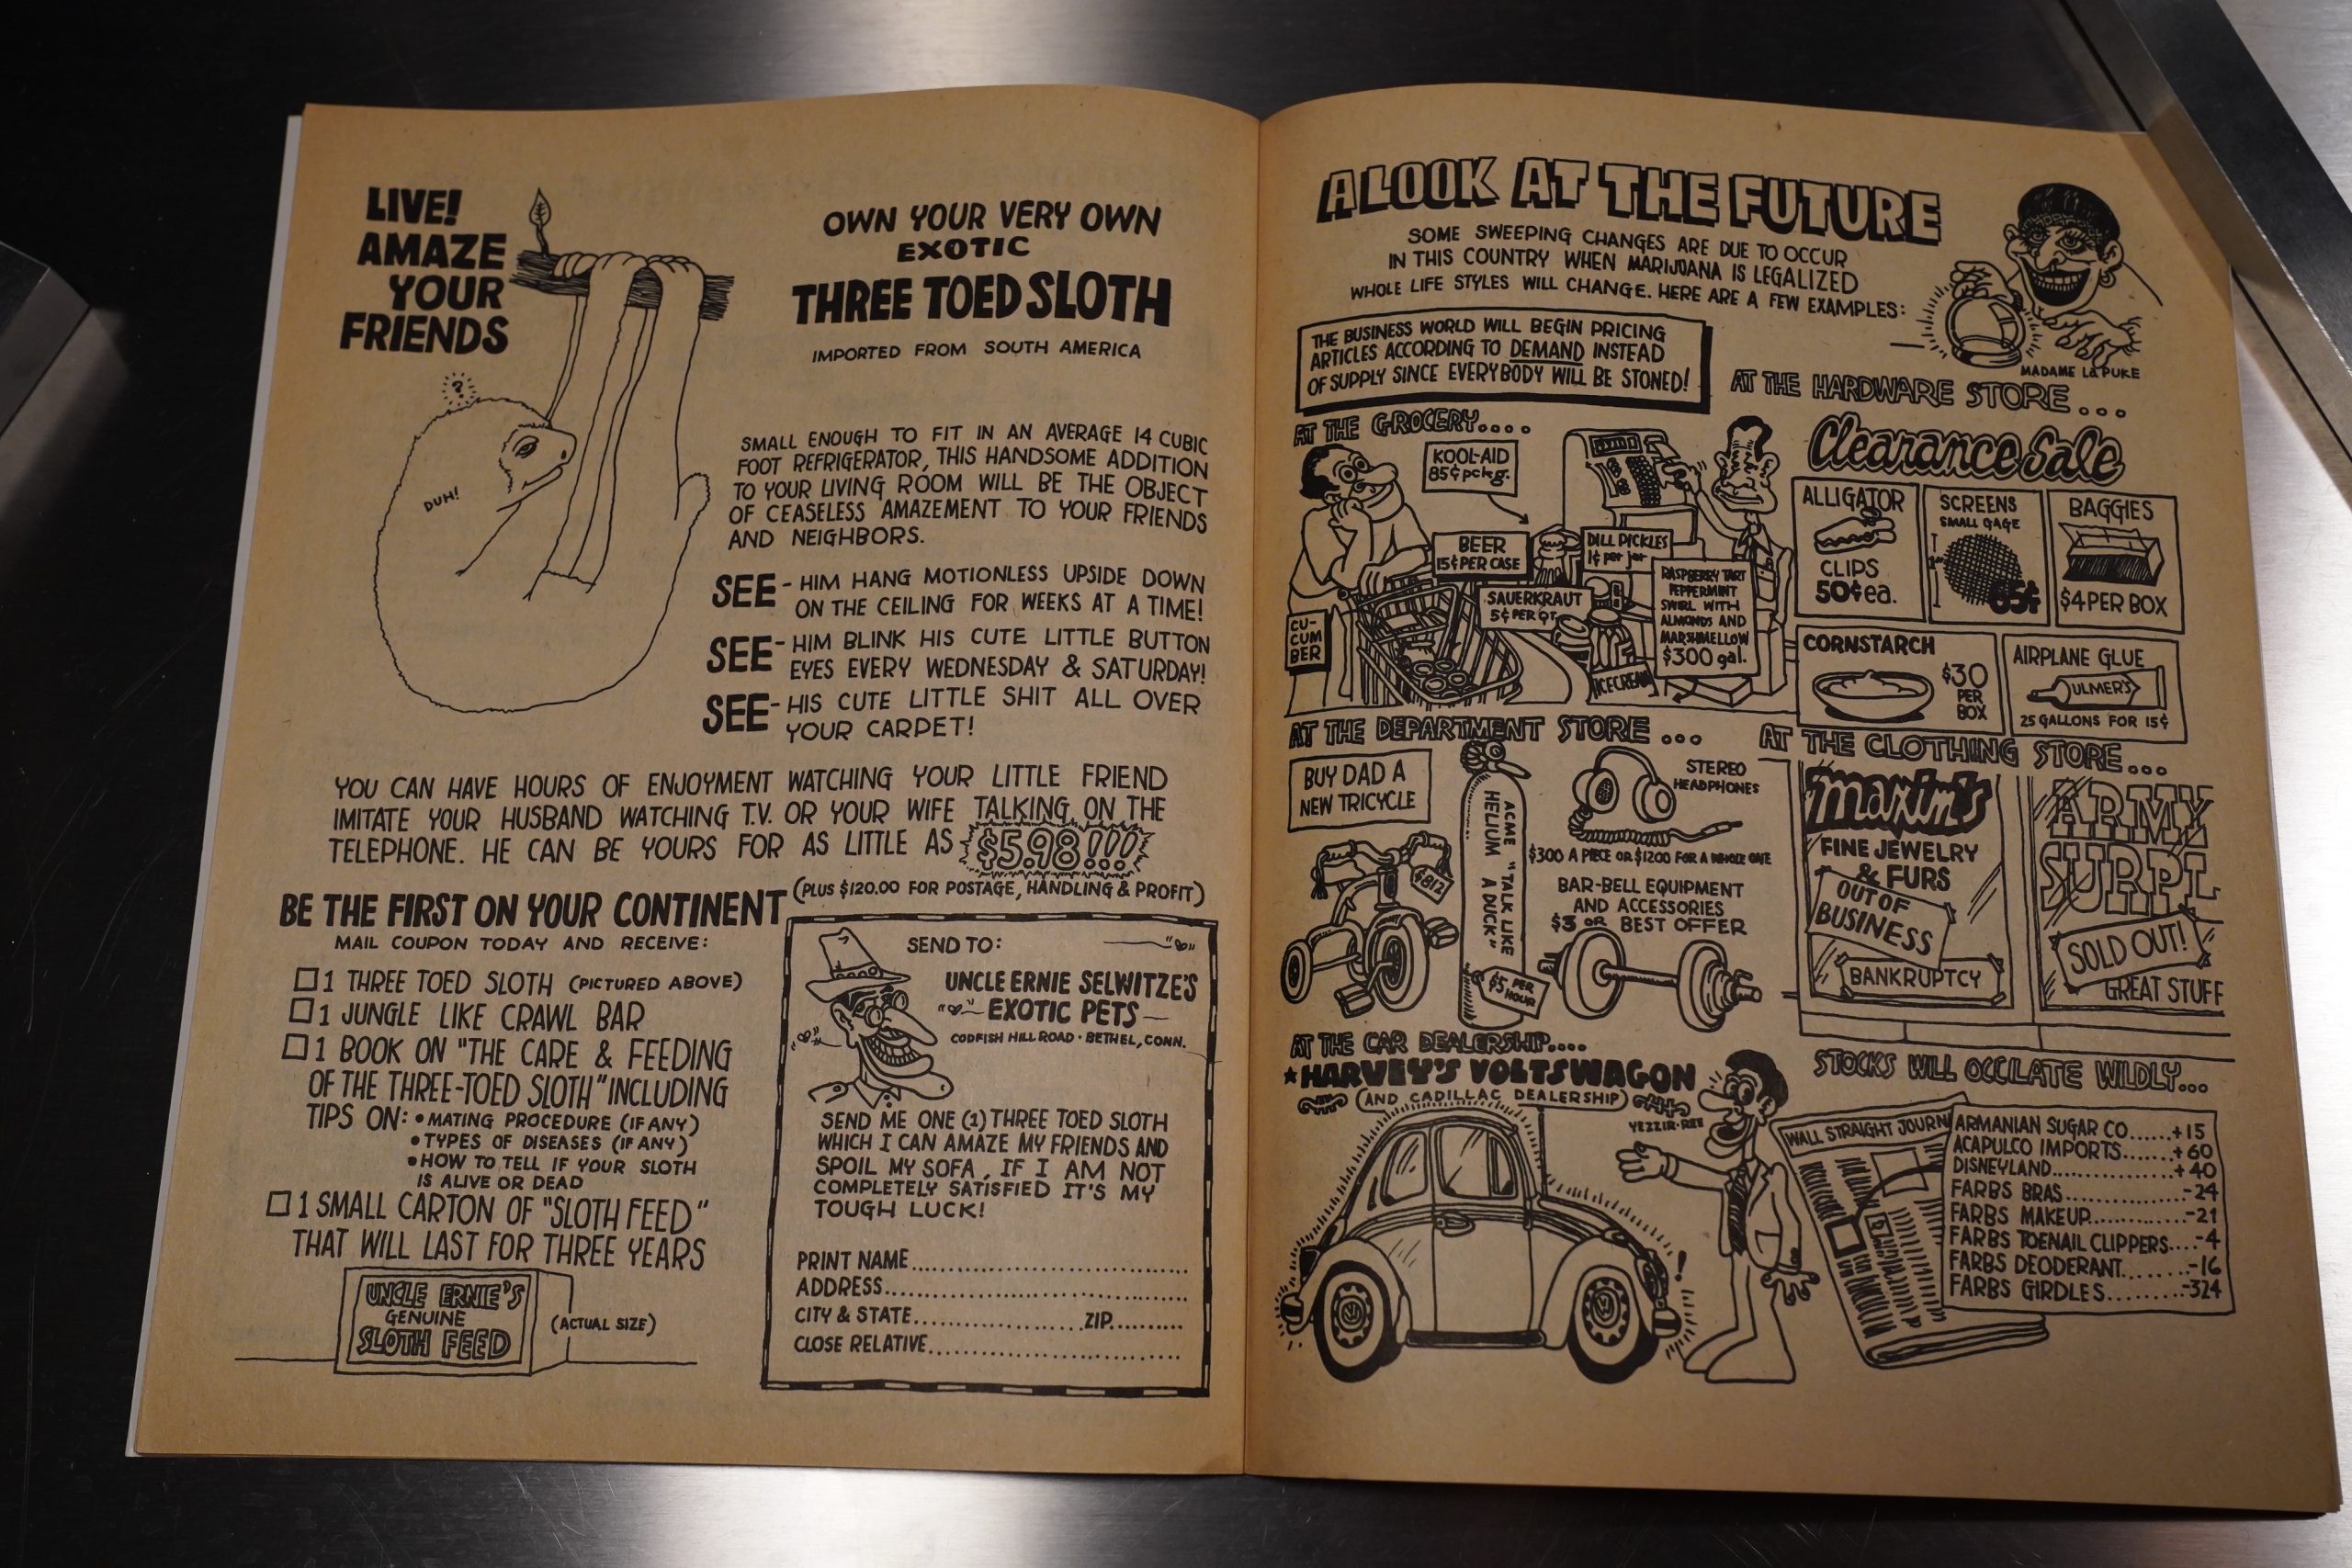 LIVE!
AMAZE
YOUR
FRIENDS
?
DUH!
OWN YOUR VERY OWN
EXOTIC
THREE TOED SLOTH
IMPORTED FROM SOUTH AMERICA
SMALL ENOUGH TO FIT IN AN AVERAGE 14 CUBIC
FOOT REFRIGERATOR, THIS HANDSOME ADDITION
TO YOUR LIVING ROOM WILL BE THE OBJECT
OF CEASELESS AMAZEMENT TO YOUR FRIENDS
AND NEIGHBORS.
SEE - HIM HANG MOTIONLESS UPSIDE DOWN
ON THE CEILING FOR WEEKS AT A TIME!
SEE - HIM BLINK HIS CUTE LITTLE BUTTON
EYES EVERY WEDNESDAY & SATURDAY!
SEE - HIS CUTE LITTLE SHIT ALL OVER
YOUR CARPET!
YOU CAN HAVE HOURS OF ENJOYMENT WATCHING YOUR LITTLE FRIEND
IMITATE YOUR HUSBAND WATCHING T.V. OR YOUR WIFE TALKING ON THE
TELEPHONE. HE CAN BE YOURS FOR AS LITTLE AS $5.98!!!
(PLUS $120.00 FOR POSTAGE, HANDLING & PROFIT)
BE THE FIRST ON YOUR CONTINENT
MAIL COUPON TODAY AND RECEIVE:
1 THREE TOED SLOTH (PICTURED ABOVE)
1 JUNGLE LIKE CRAWL BAR
1 BOOK ON "THE CARE & FEEDING
OF THE THREE-TOED SLOTH" INCLUDING
TIPS ON: • MATING PROCEDURE (IF ANY)
• TYPES OF DISEASES (IF ANY)
• HOW TO TELL IF YOUR SLOTH
IS ALIVE OR DEAD
1 SMALL CARTON OF "SLOTH FEED"
THAT WILL LAST FOR THREE YEARS
UNCLE ERNIE'S
GENUINE
SLOTH FEED
(ACTUAL SIZE)
SEND TO:
UNCLE ERNIE SELWITZE'S
EXOTIC PETS
CODFISH HILL ROAD • BETHEL, CONN.
SEND ME ONE (1) THREE TOED SLOTH
WHICH I CAN AMAZE MY FRIENDS AND
SPOIL MY SOFA, IF I AM NOT
COMPLETELY SATISFIED IT'S MY
TOUGH LUCK!
PRINT NAME
ADDRESS
CITY & STATE ZIP
CLOSE RELATIVE
A LOOK AT THE FUTURE
SOME SWEEPING CHANGES ARE DUE TO OCCUR
IN THIS COUNTRY WHEN MARIJUANA IS LEGALIZED
WHOLE LIFE STYLES WILL CHANGE. HERE ARE A FEW EXAMPLES:
MADAME LA PUKE
THE BUSINESS WORLD WILL BEGIN PRICING
ARTICLES ACCORDING TO DEMAND INSTEAD
OF SUPPLY SINCE EVERYBODY WILL BE STONED!
AT THE GROCERY....
KOOL-AID
85¢ pckg.
BEER
15¢ PER CASE
DILL PICKLES
1¢ per jar
SAUERKRAUT
5¢ PER QT.
RASPBERRY TART
PEPPERMINT
SWIRL WITH
ALMONDS AND
MARSHMELLOW
$300 gal.
ICE CREAM
CU-
CUM
BER
AT THE HARDWARE STORE...
Clearance Sale
ALLIGATOR
CLIPS
50¢ ea.
SCREENS
SMALL GAGE
1"
65¢
BAGGIES
$4 PER BOX
CORNSTARCH
$30
PER
BOX
AIRPLANE GLUE
ULMER'S
25 GALLONS FOR 15¢
AT THE DEPARTMENT STORE...
BUY DAD A
NEW TRICYCLE
$812
ACME
HELIUM
"TALK LIKE
A DUCK"
$5 PER
HOUR
STEREO
HEADPHONES
$300 A PIECE OR $1200 FOR A WHOLE ONE
BAR-BELL EQUIPMENT
AND ACCESSORIES
$3 OR BEST OFFER
AT THE CLOTHING STORE...
maxim's
FINE JEWELRY
& FURS
OUT OF
BUSINESS
BANKRUPTCY
ARMY
SURPL
SOLD OUT!
GREAT STUFF
AT THE CAR DEALERSHIP....
HARVEY'S VOLTSWAGON
(AND CADILLAC DEALERSHIP)
YEZZIR-REE
!
STOCKS WILL OCCILATE WILDLY...
WALL STRAIGHT JOURN
ARMANIAN SUGAR CO......+15
ACAPULCO IMPORTS......+60
DISNEYLAND...............+40
FARBS BRAS...............-24
FARBS MAKEUP.............-21
FARBS TOENAIL CLIPPERS....-4
FARBS DEODERANT........-16
FARBS GIRDLES..........-324